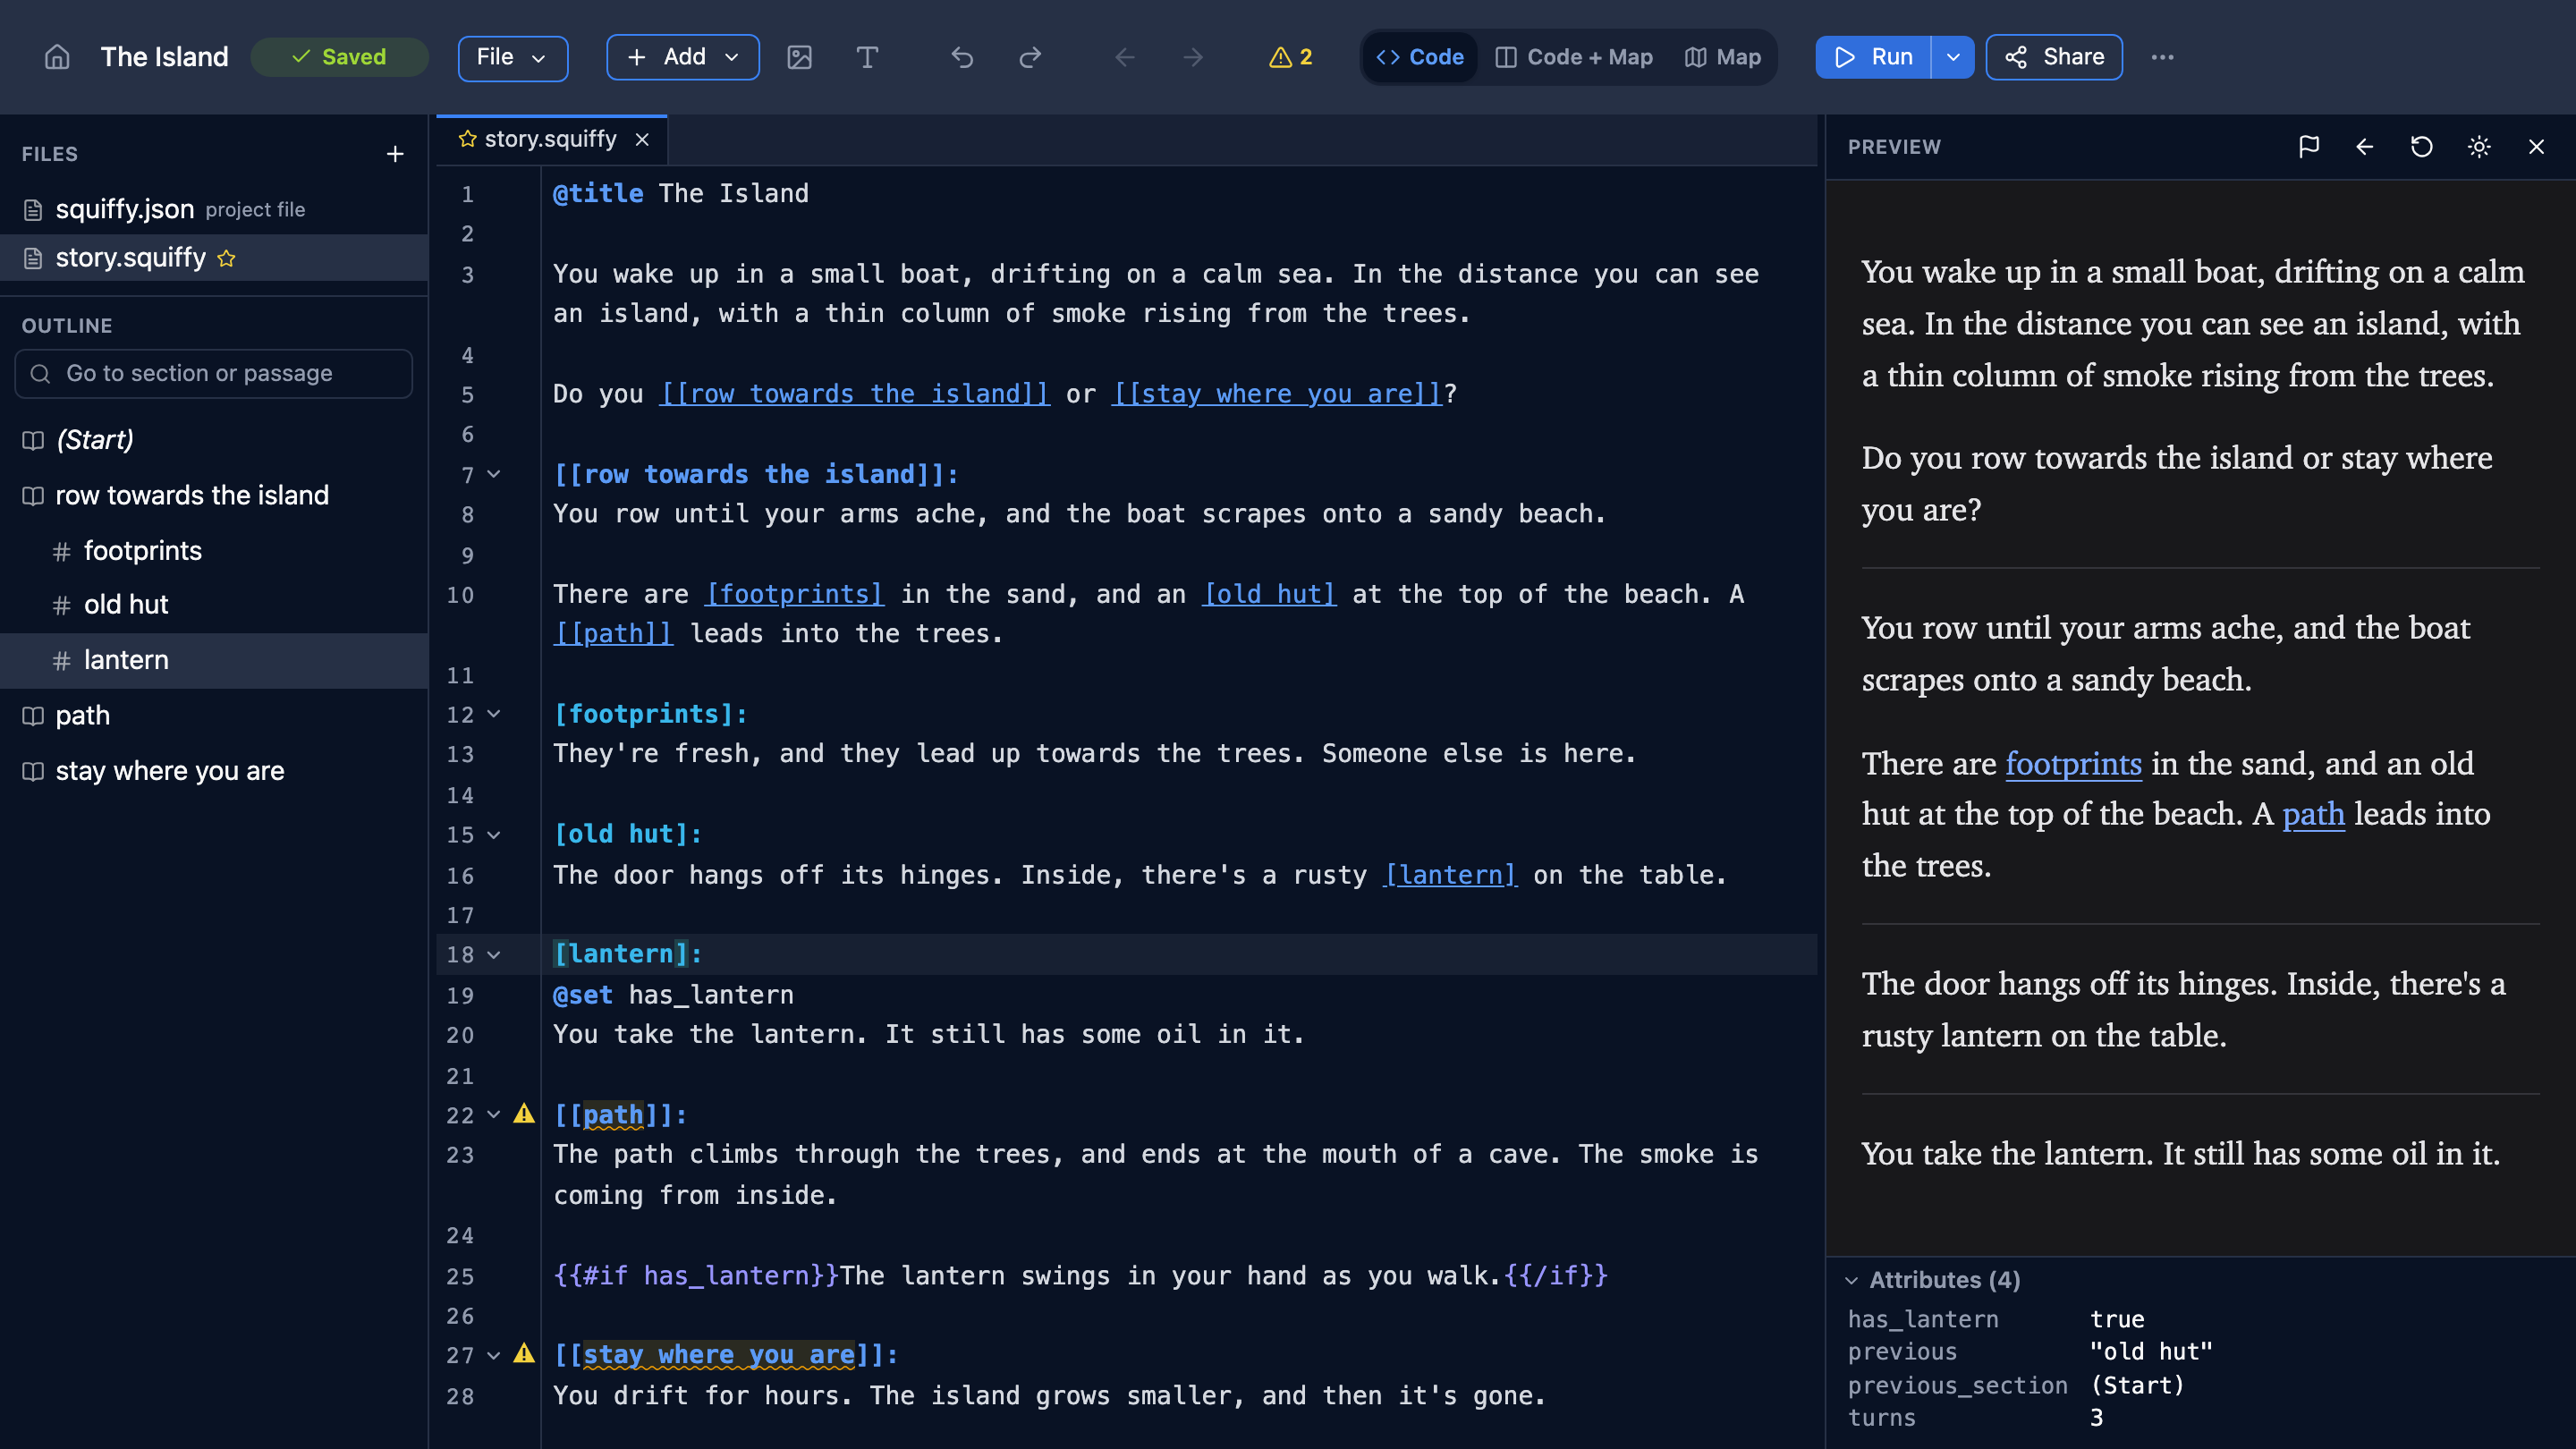 The Island
Saved
File
Add
2
Code
Code + Map
Map
Run
Share
FILES
squiffy.json project file
story.squiffy
OUTLINE
Go to section or passage
(Start)
row towards the island
# footprints
# old hut
# lantern
path
stay where you are
story.squiffy
1 @title The Island
2
3 You wake up in a small boat, drifting on a calm sea. In the distance you can see
an island, with a thin column of smoke rising from the trees.
4
5 Do you [[row towards the island]] or [[stay where you are]]?
6
7 [[row towards the island]]:
8 You row until your arms ache, and the boat scrapes onto a sandy beach.
9
10 There are [footprints] in the sand, and an [old hut] at the top of the beach. A
[[path]] leads into the trees.
11
12 [footprints]:
13 They're fresh, and they lead up towards the trees. Someone else is here.
14
15 [old hut]:
16 The door hangs off its hinges. Inside, there's a rusty [lantern] on the table.
17
18 [lantern]:
19 @set has_lantern
20 You take the lantern. It still has some oil in it.
21
22 [[path]]:
23 The path climbs through the trees, and ends at the mouth of a cave. The smoke is
coming from inside.
24
25 {{#if has_lantern}}The lantern swings in your hand as you walk.{{/if}}
26
27 [[stay where you are]]:
28 You drift for hours. The island grows smaller, and then it's gone.
PREVIEW
You wake up in a small boat, drifting on a calm
sea. In the distance you can see an island, with
a thin column of smoke rising from the trees.
Do you row towards the island or stay where
you are?
You row until your arms ache, and the boat
scrapes onto a sandy beach.
There are footprints in the sand, and an old
hut at the top of the beach. A path leads into
the trees.
The door hangs off its hinges. Inside, there's a
rusty lantern on the table.
You take the lantern. It still has some oil in it.
Attributes (4)
has_lantern true
previous "old hut"
previous_section (Start)
turns 3